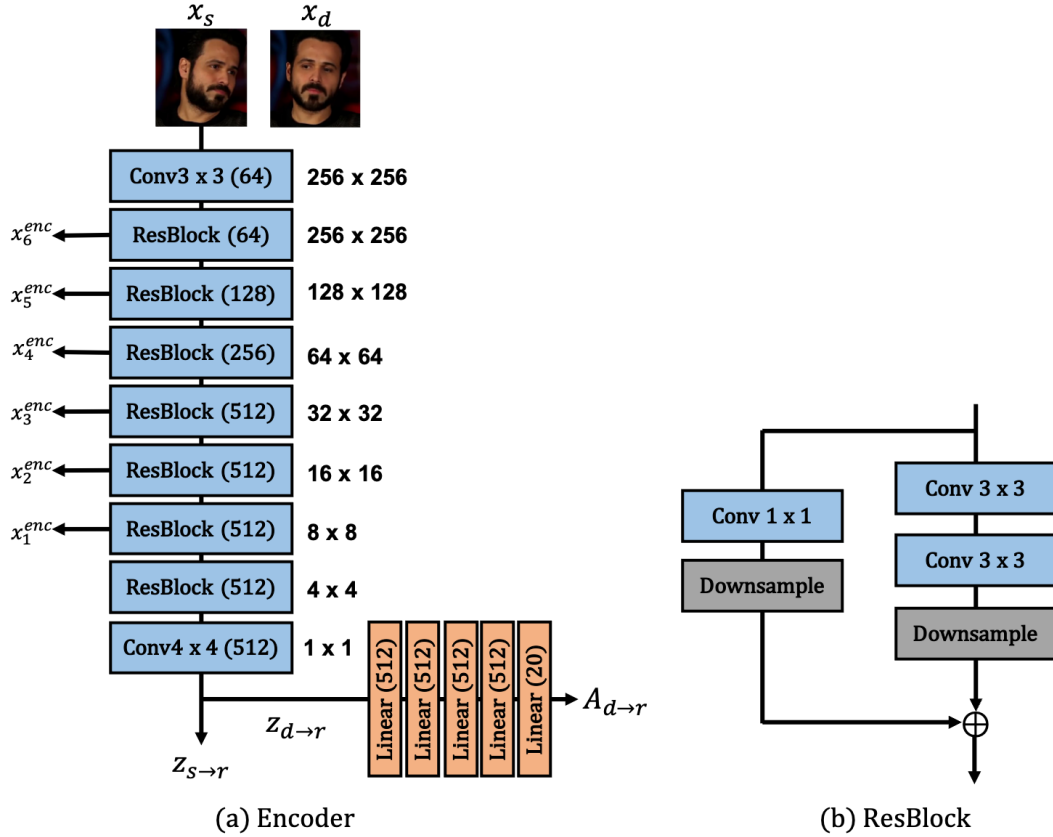 x_s x_d
Conv3 x 3 (64) 256 x 256
x_6^{enc} ResBlock (64) 256 x 256
x_5^{enc} ResBlock (128) 128 x 128
x_4^{enc} ResBlock (256) 64 x 64
x_3^{enc} ResBlock (512) 32 x 32
x_2^{enc} ResBlock (512) 16 x 16
x_1^{enc} ResBlock (512) 8 x 8
ResBlock (512) 4 x 4
Conv4 x 4 (512) 1 x 1
Linear (512)
Linear (512)
Linear (512)
Linear (512)
Linear (20)
z_{d→r}
A_{d→r}
z_{s→r}
(a) Encoder
Conv 1 x 1
Downsample
Conv 3 x 3
Conv 3 x 3
Downsample
(b) ResBlock